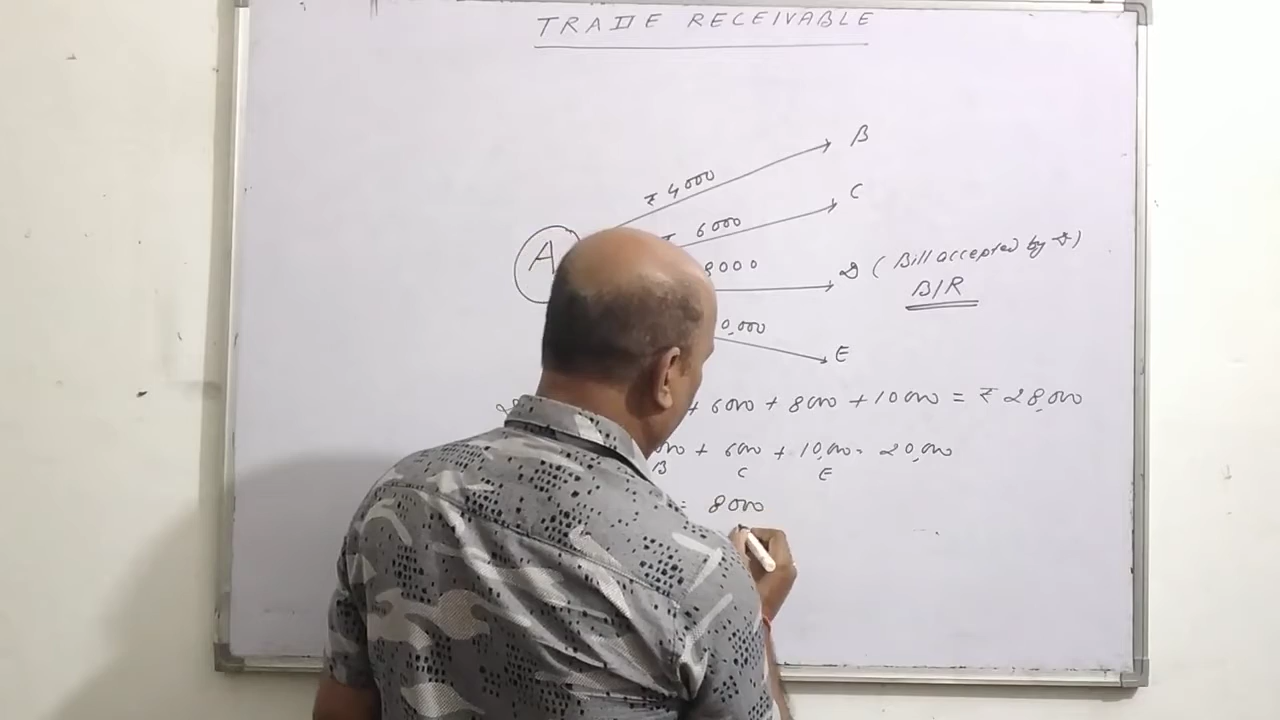 TRADE RECEIVABLE
B
₹ 4000
C
6000
8000
D (Bill accepted by D)
A
B/R
0,000
E
+ 6000 + 8000 + 10000 = ₹ 28,000
+ 6000 + 10,000 = 20,000
B C E
= 8000